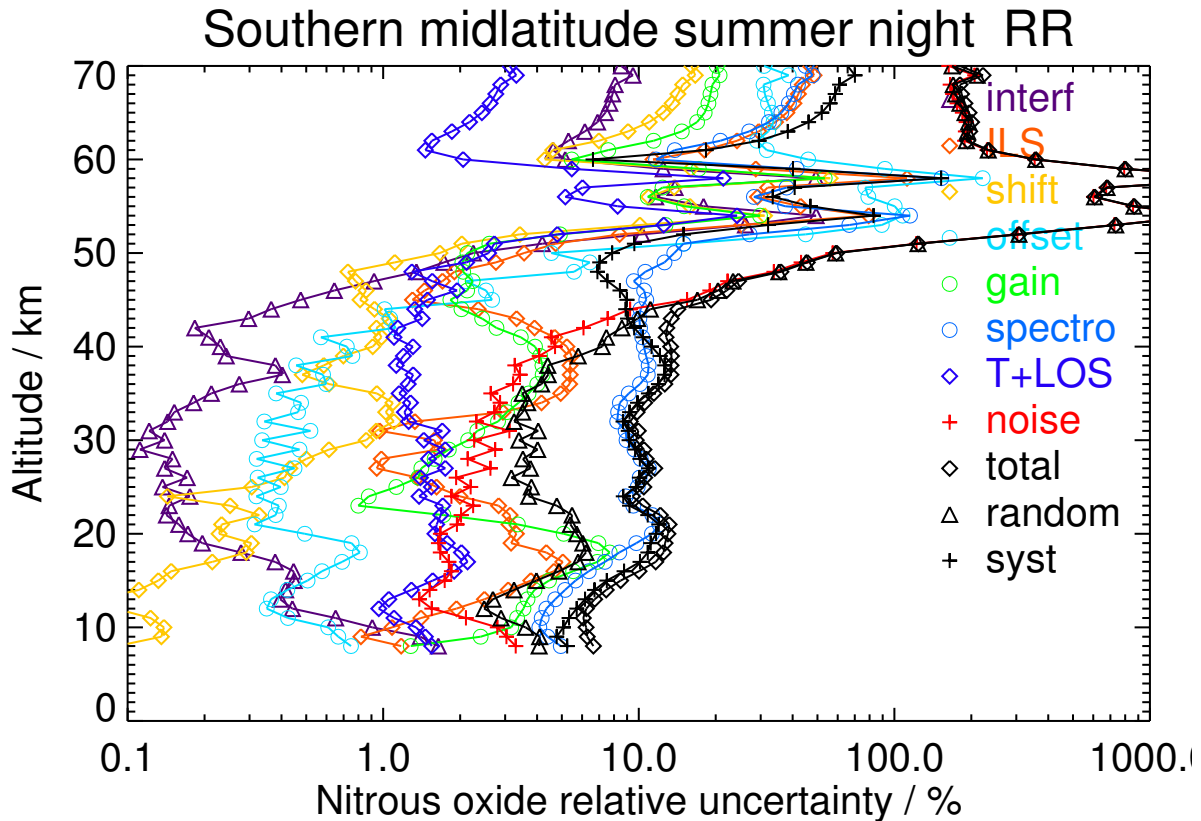 Southern midlatitude summer night RR
70
60
50
40
30
20
10
0
Altitude / km
interf
ILS
shift
offset
gain
spectro
T+LOS
noise
total
random
syst
0.1 1.0 10.0 100.0 1000.0
Nitrous oxide relative uncertainty / %